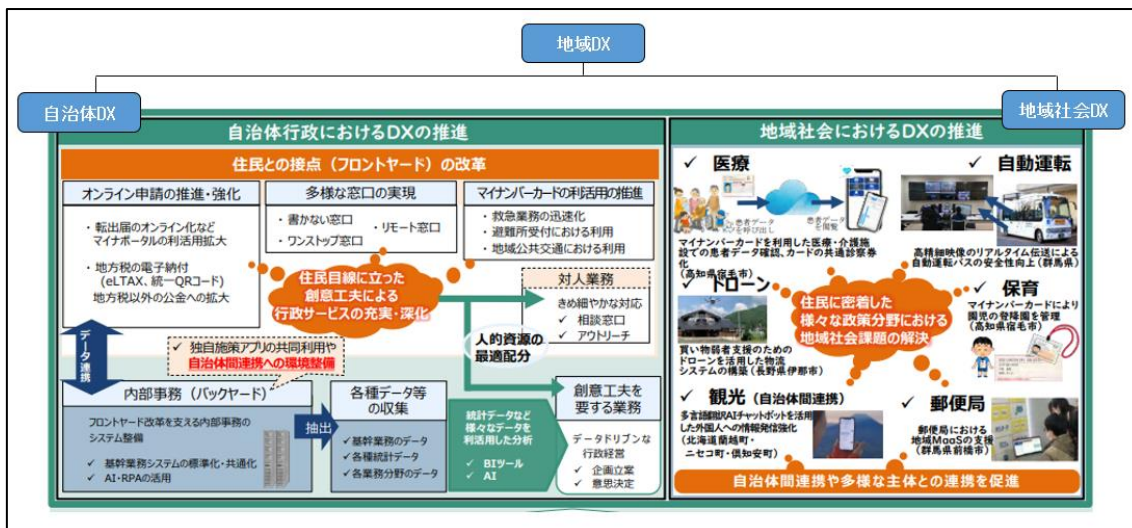 地域DX
自治体DX
地域社会DX
自治体行政におけるDXの推進
住民との接点（フロントヤード）の改革
オンライン申請の推進・強化
・転出届のオンライン化など
マイナポータルの利活用拡大
・地方税の電子納付
(eLTAX、統一QRコード)
地方税以外の公金への拡大
多様な窓口の実現
・書かない窓口
・リモート窓口
・ワンストップ窓口
マイナンバーカードの利活用の推進
・救急業務の迅速化
・避難所受付における利用
・地域公共交通における利用
住民目線に立った
創意工夫による
行政サービスの充実・深化
対人業務
きめ細やかな対応
✓ 相談窓口
✓ アウトリーチ
人的資源の
最適配分
データ連携
✓ 独自施策アプリの共同利用や
自治体間連携への環境整備
内部事務（バックヤード）
フロントヤード改革を支える内部事務の
システム整備
✓ 基幹業務システムの標準化・共通化
✓ AI・RPAの活用
抽出
各種データ等
の収集
✓基幹業務のデータ
✓各種統計データ
✓各業務分野のデータ
統計データなど
様々なデータを
利活用した分析
✓ BIツール
✓ AI
創意工夫を
要する業務
データドリブンな
行政経営
✓ 企画立案
✓ 意思決定
地域社会におけるDXの推進
✓ 医療
患者データ
を呼び出し
患者データ
を閲覧
マイナンバーカードを利用した医療・介護施
設での患者データ確認、カードの共通診察券
化
(高知県宿毛市)
✓ 自動運転
高精細映像のリアルタイム伝送による
自動運転バスの安全性向上(群馬県)
✓ ドローン
買い物弱者支援のための
ドローンを活用した物流
システムの構築(長野県伊那市)
住民に密着した
様々な政策分野における
地域社会課題の解決
✓ 保育
マイナンバーカードにより
園児の登降園を管理
(高知県宿毛市)
✓ 観光（自治体間連携）
多言語翻訳AIチャットボットを活用
した外国人への情報発信強化
(北海道蘭越町・
ニセコ町・倶知安町)
✓ 郵便局
郵便局における
地域MaaSの支援
(群馬県前橋市)
自治体間連携や多様な主体との連携を促進